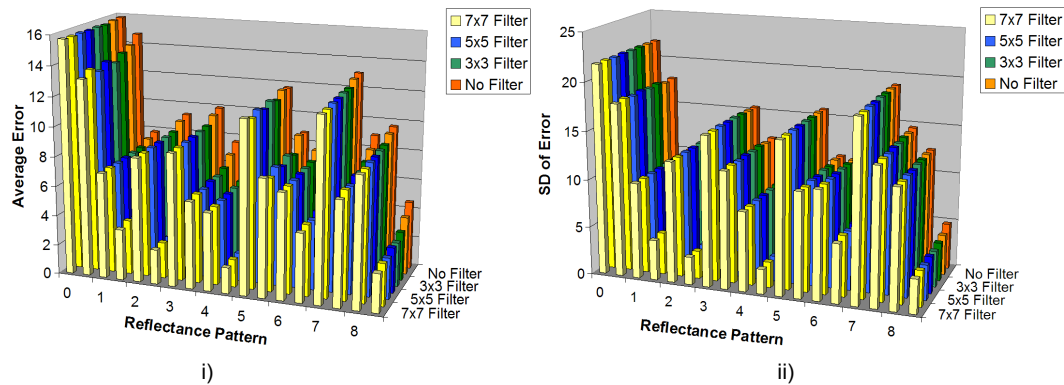 16
14
12
10
8
6
4
2
0
Average Error
0 1 2 3 4 5 6 7 8
Reflectance Pattern
No Filter
3x3 Filter
5x5 Filter
7x7 Filter
7x7 Filter
5x5 Filter
3x3 Filter
No Filter
i)
25
20
15
10
5
0
SD of Error
0 1 2 3 4 5 6 7 8
Reflectance Pattern
No Filter
3x3 Filter
5x5 Filter
7x7 Filter
7x7 Filter
5x5 Filter
3x3 Filter
No Filter
ii)